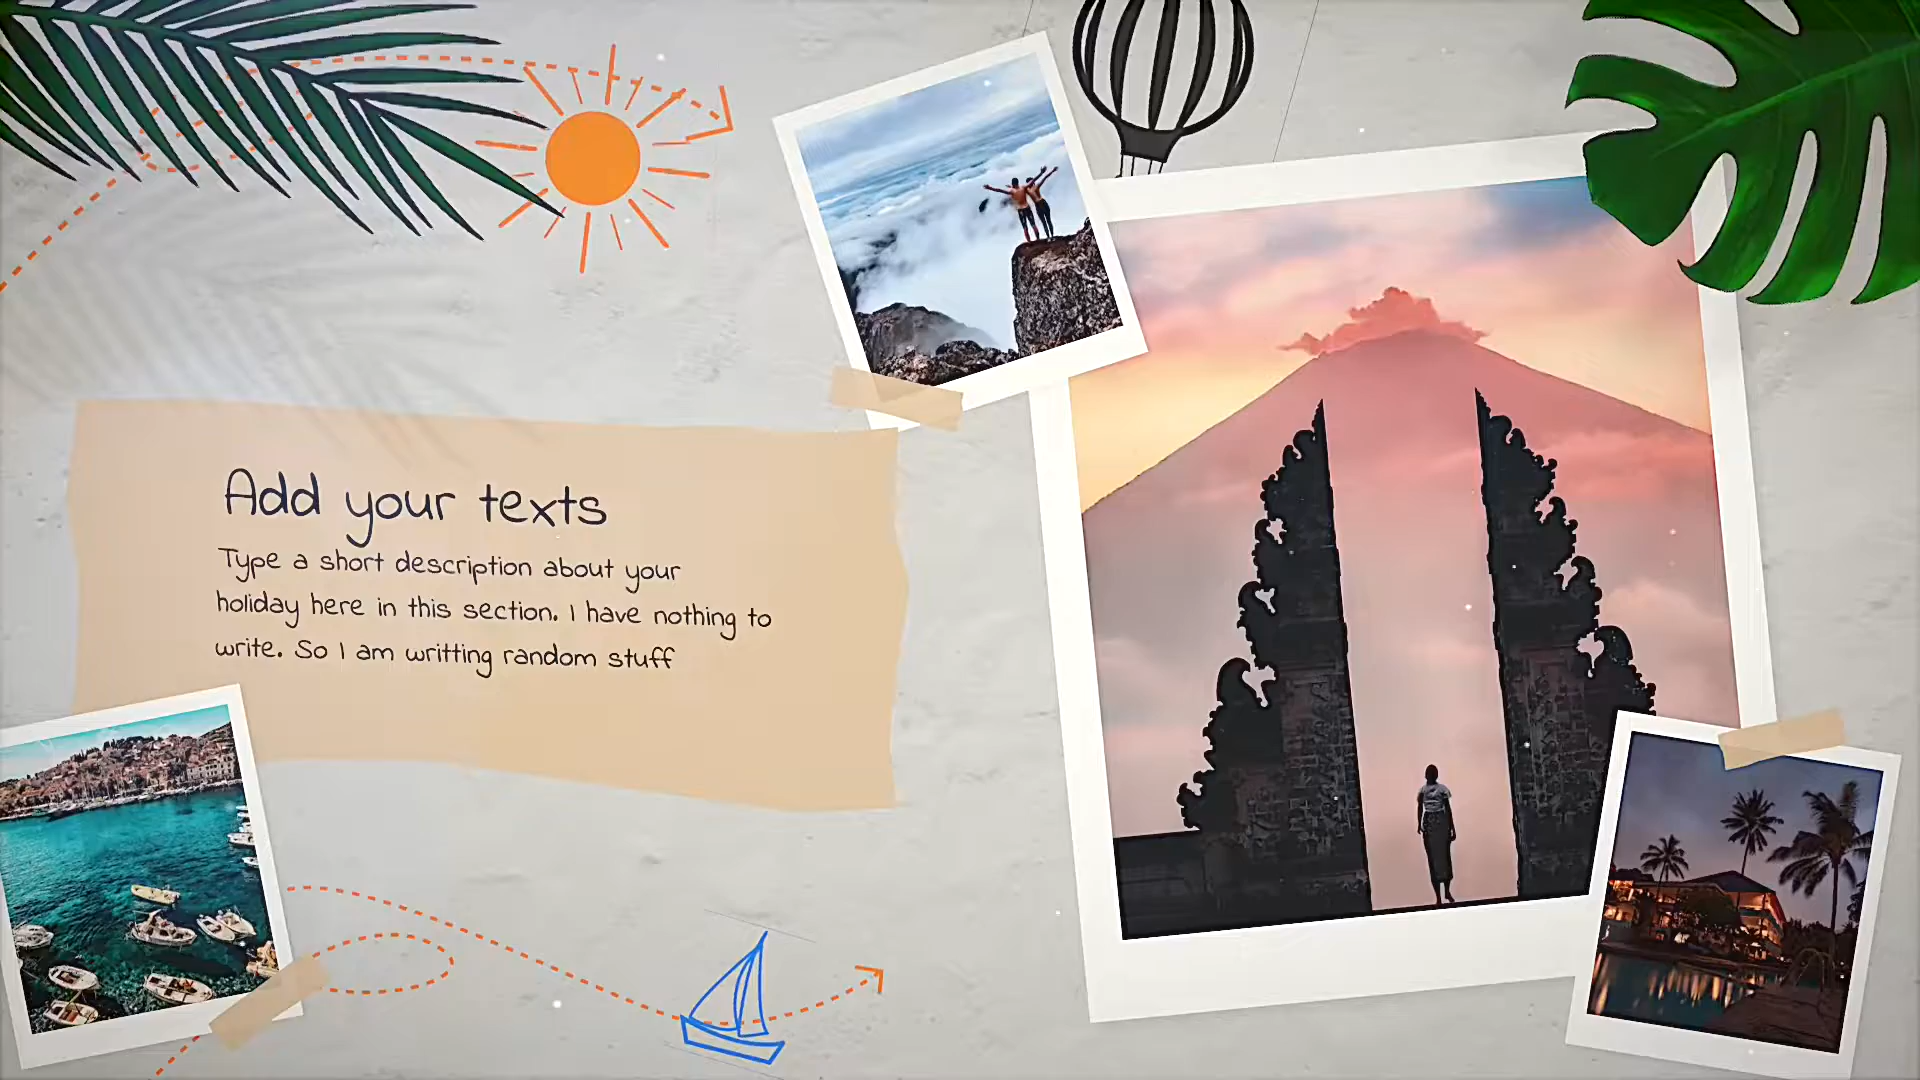 Add your texts
Type a short description about your
holiday here in this section. I have nothing to
write. So I am writting random stuff